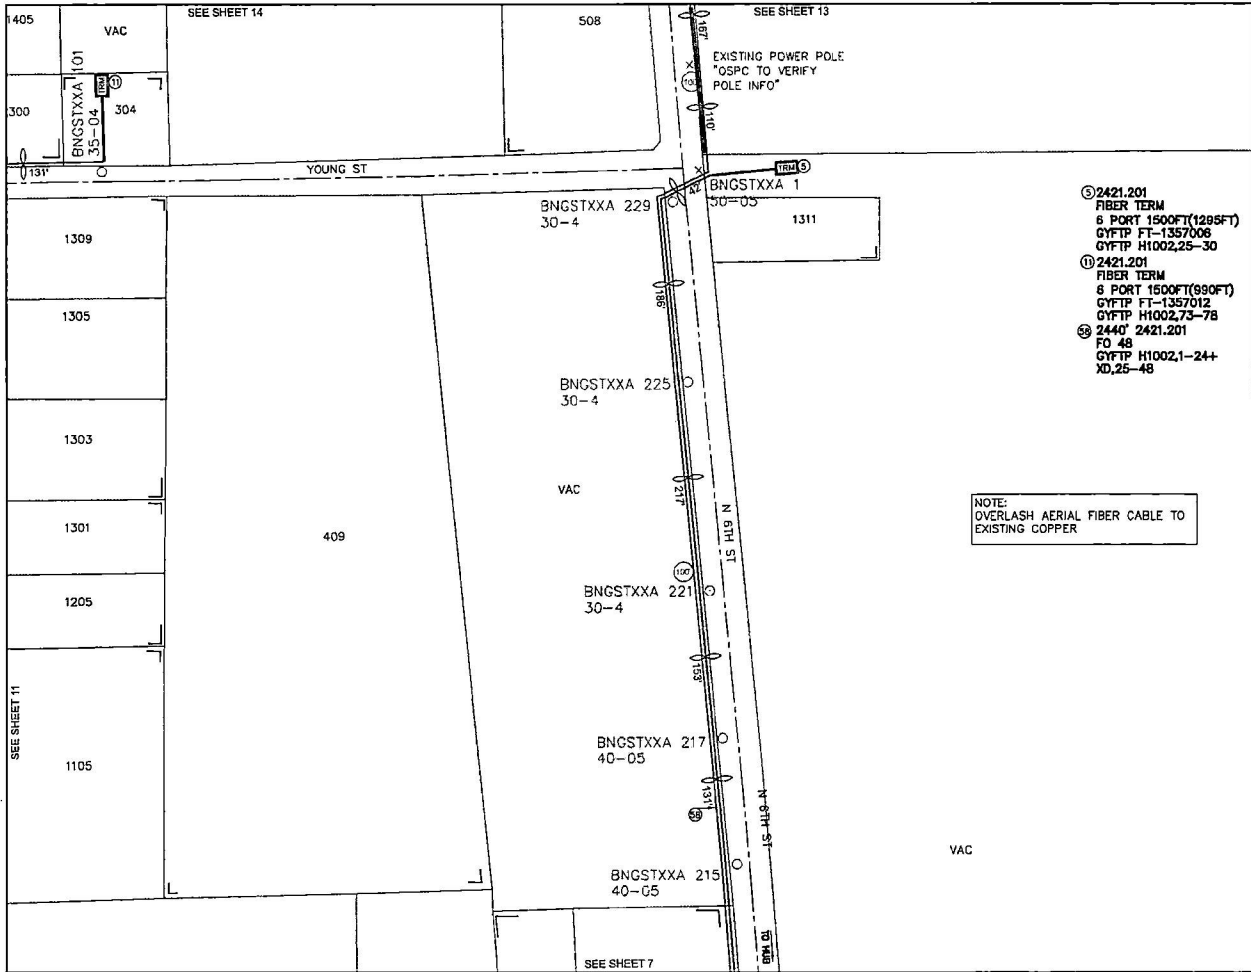 SEE SHEET 14
SEE SHEET 13
1405
VAC
508
167'
EXISTING POWER POLE
"OSPC TO VERIFY
POLE INFO"
100'
110'
BNGSTXXA 101
35-04
TRM
11
304
1300
131'
YOUNG ST
TRM
5
42'
BNGSTXXA 1
50-05
BNGSTXXA 229
30-4
1311
5 2421.201
FIBER TERM
6 PORT 1500FT(1295FT)
GYFTP FT-1357006
GYFTP H1002,25-30
11 2421.201
FIBER TERM
6 PORT 1500FT(990FT)
GYFTP FT-1357012
GYFTP H1002,73-78
58 2440' 2421.201
FO 48
GYFTP H1002,1-24+
XD,25-48
1309
186'
1305
BNGSTXXA 225
30-4
1303
VAC
217'
N 6TH ST
NOTE:
OVERLASH AERIAL FIBER CABLE TO
EXISTING COPPER
1301
409
100'
BNGSTXXA 221
30-4
1205
153'
SEE SHEET 11
BNGSTXXA 217
40-05
1105
131'
58
N 6TH ST
VAC
BNGSTXXA 215
40-05
TO HUB
SEE SHEET 7